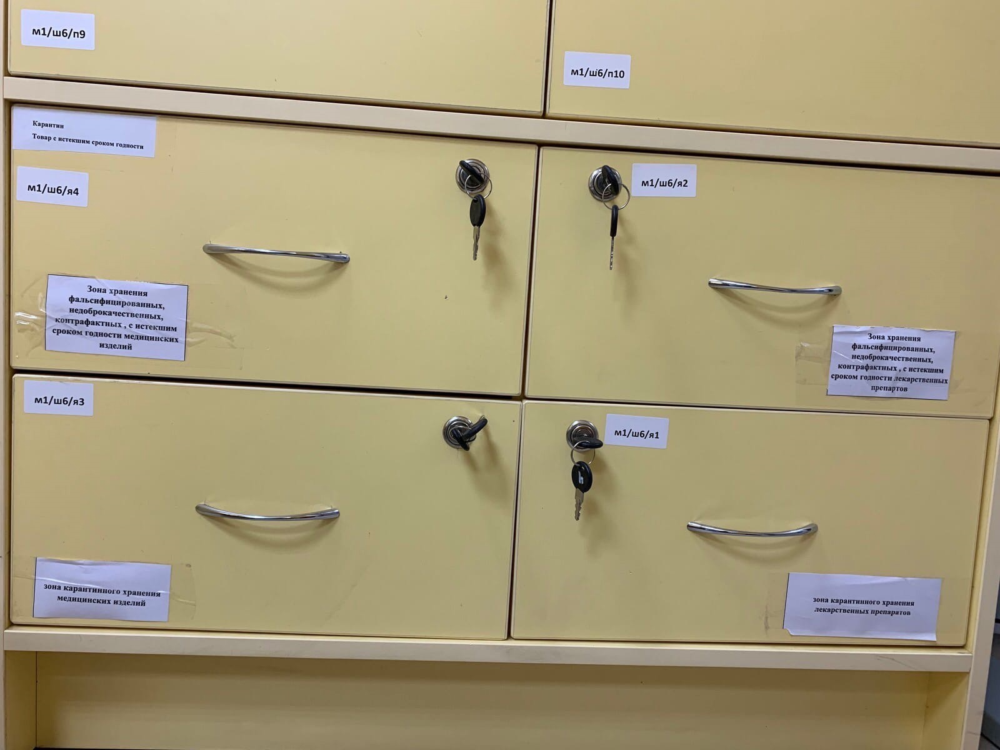 м1/ш6/п9
м1/ш6/п10
Карантин
Товар с истекшим сроком годности
м1/ш6/я4
м1/ш6/я2
Зона хранения
фальсифицированных,
недоброкачественных,
контрафактных , с истекшим
сроком годности медицинских
изделий
Зона хранения
фальсифицированных,
недоброкачественных,
контрафактных , с истекшим
сроком годности лекарственных
препартов
м1/ш6/я3
м1/ш6/я1
зона карантинного хранения
медицинских изделий
зона карантинного хранения
лекарственных препаратов